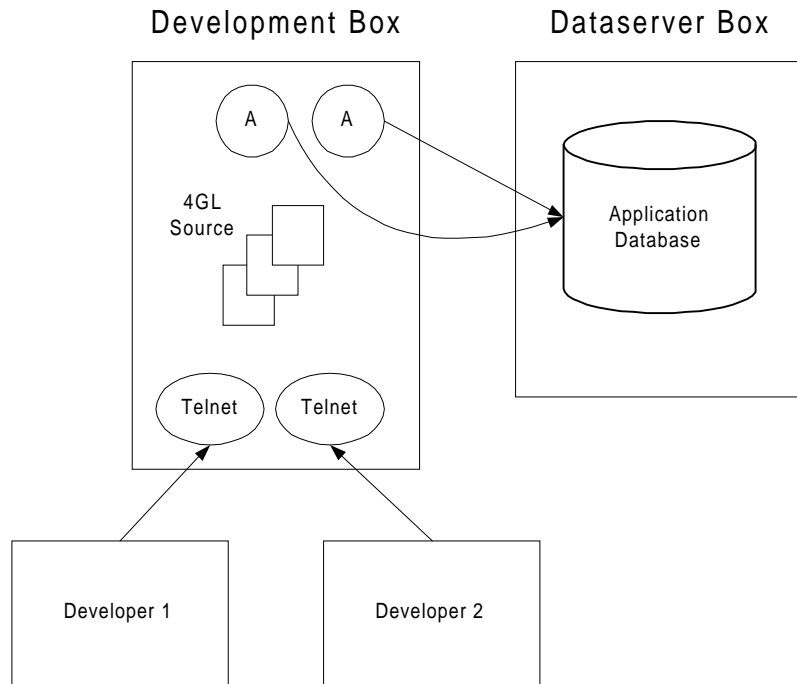 Development Box
Dataserver Box
A
A
4GL
Source
Application
Database
Telnet
Telnet
Developer 1
Developer 2